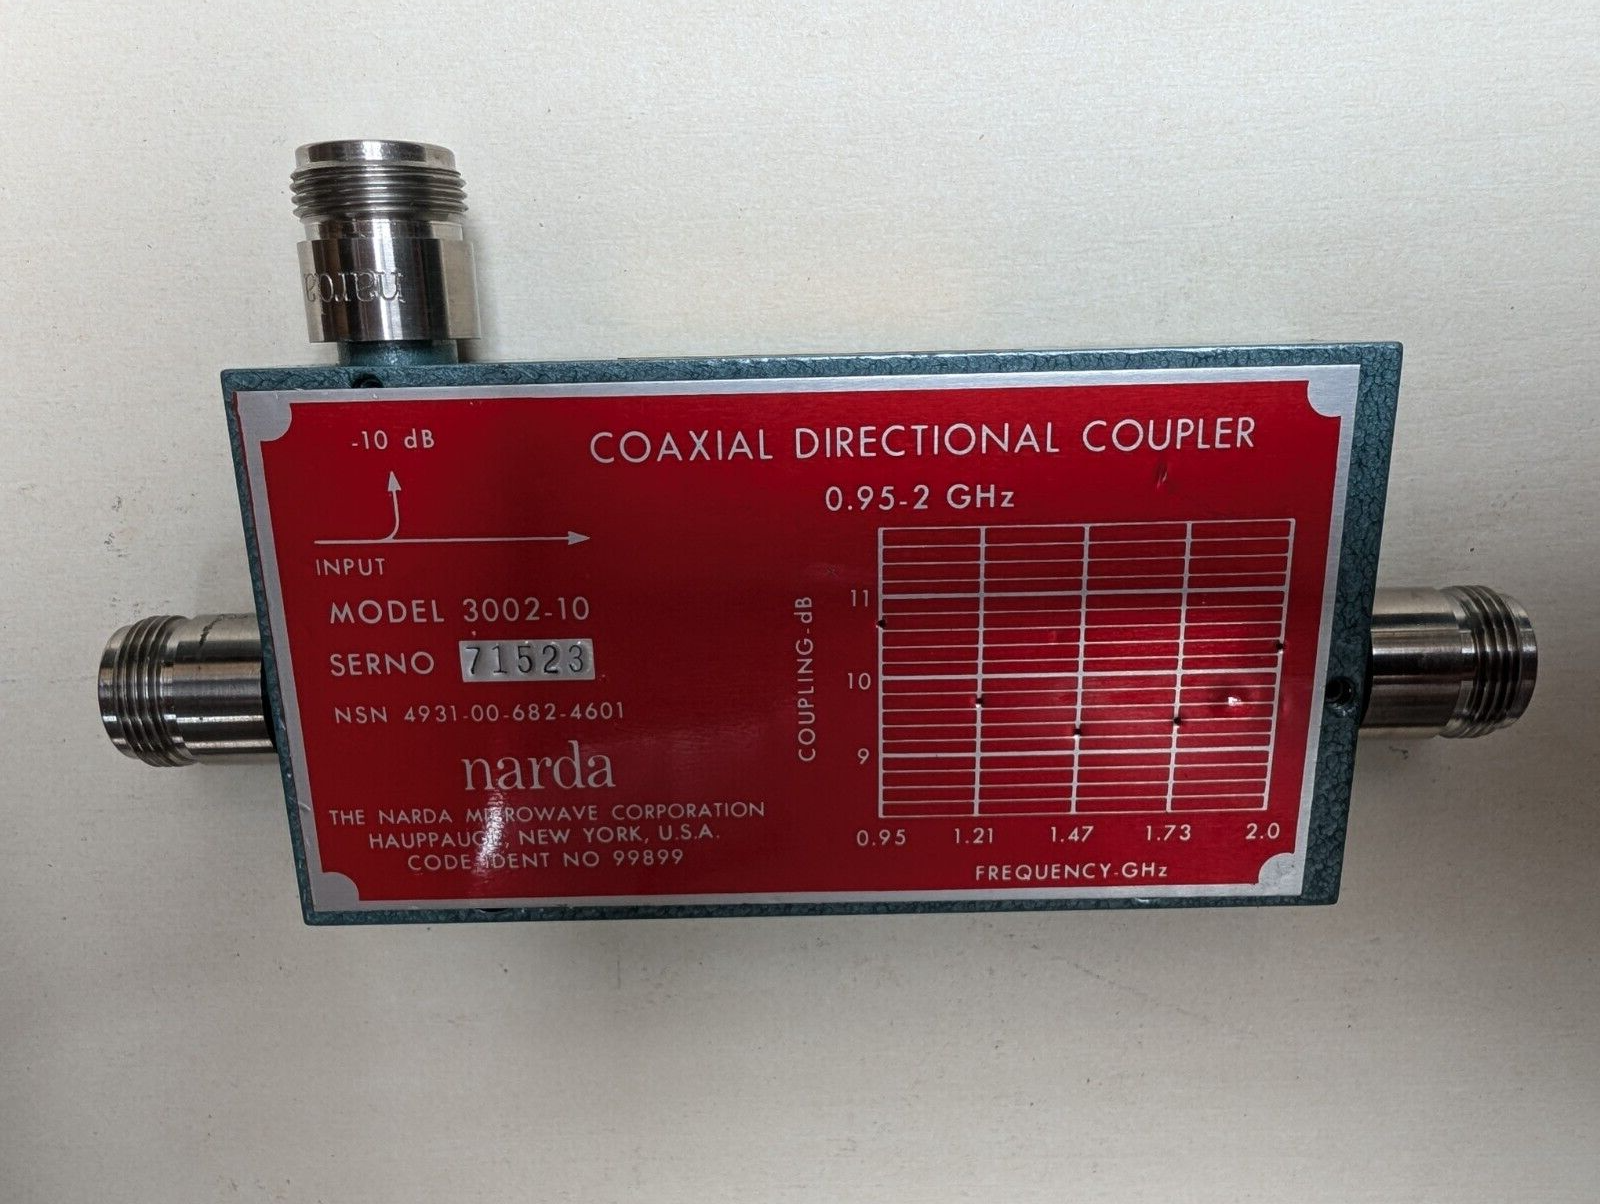 narda
-10 dB
COAXIAL DIRECTIONAL COUPLER
0.95-2 GHz
INPUT
MODEL 3002-10
SERNO 71523
NSN 4931-00-682-4601
narda
THE NARDA MICROWAVE CORPORATION
HAUPPAUGE, NEW YORK, U.S.A.
CODE IDENT NO 99899
COUPLING-dB
11
10
9
0.95 1.21 1.47 1.73 2.0
FREQUENCY-GHz